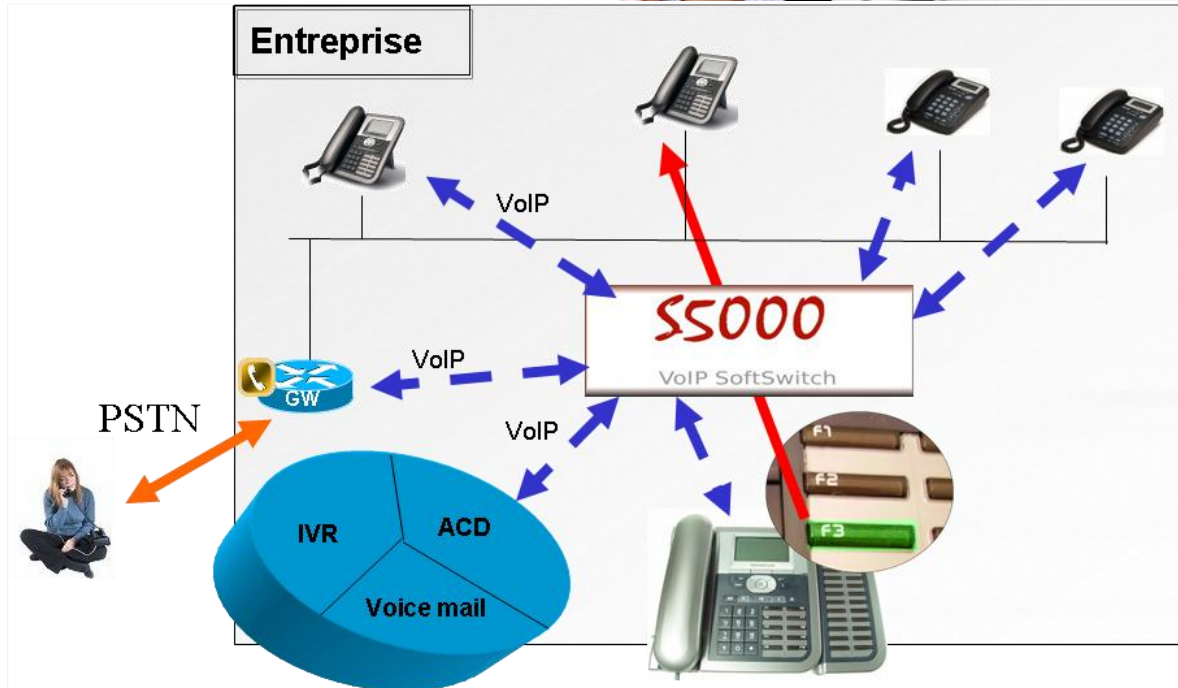 Entreprise
VoIP
S5000
VoIP SoftSwitch
VoIP
GW
PSTN
VoIP
F1
F2
F3
IVR
ACD
Voice mail